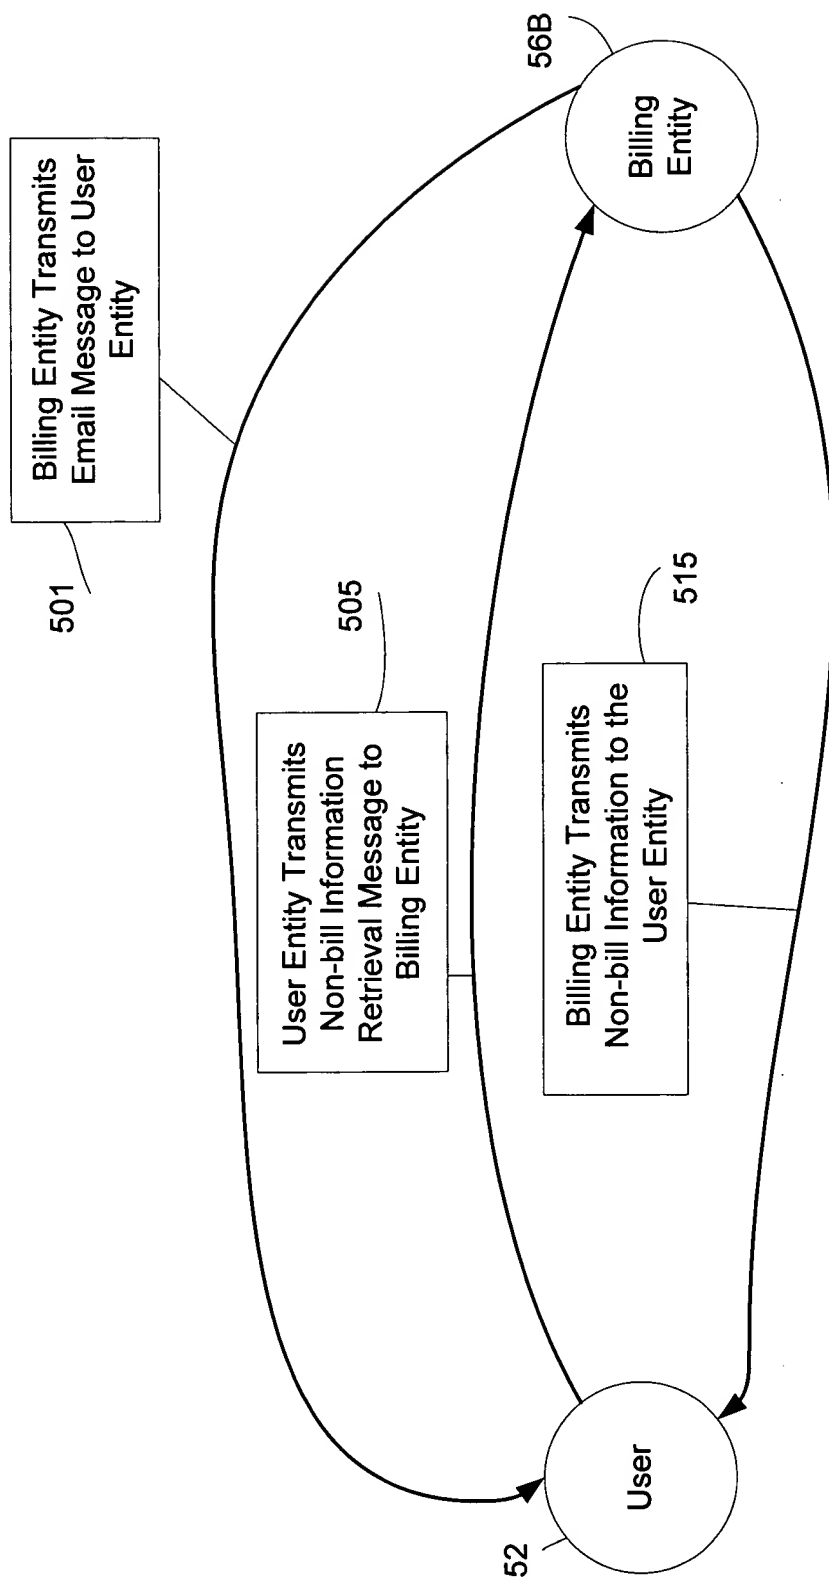 501
Billing Entity Transmits
Email Message to User
Entity
505
User Entity Transmits
Non-bill Information
Retrieval Message to
Billing Entity
515
Billing Entity Transmits
Non-bill Information to the
User Entity
52
User
56B
Billing
Entity